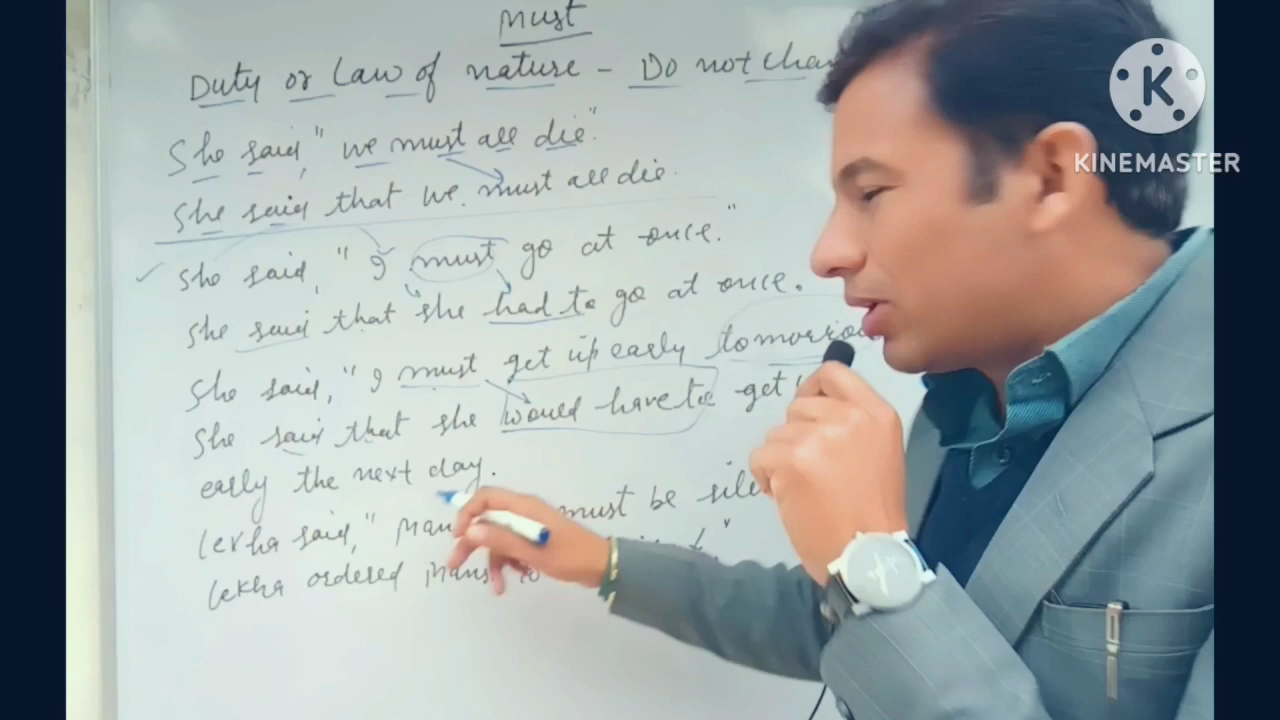 must
Duty or Law of nature - Do not chan
She said, "we must all die."
She said that we must all die.
She said, "I must go at once."
She said that she had to go at once.
She said, "I must get up early tomorrow
She said that she would have to get
early the next day.
said, " must be sile
ordered to
K
KINEMASTER